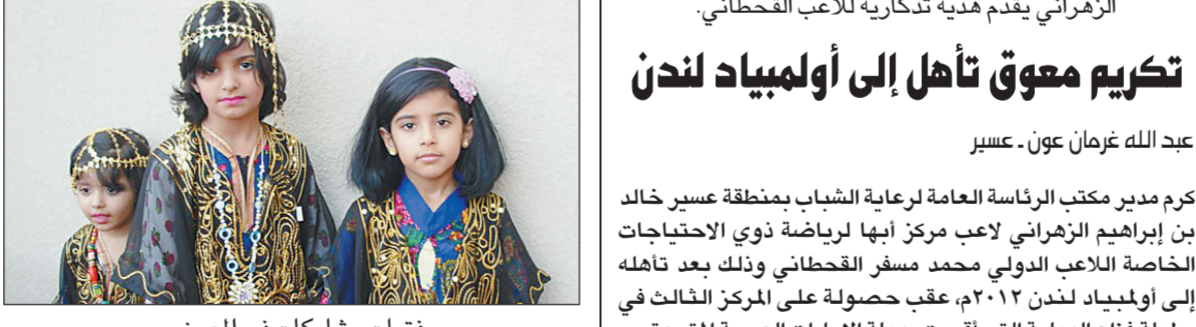 الزهراني يقدم هدية تذكارية للاعب القحطاني.
تكريم معوق تأهل إلى أولمبياد لندن
عبد الله غرمان عون ـ عسير
كرم مدير مكتب الرئاسة العامة لرعاية الشباب بمنطقة عسير خالد
بن إبراهيم الزهراني لاعب مركز أبها لرياضة ذوي الاحتياجات
الخاصة اللاعب الدولي محمد مسفر القحطاني وذلك بعد تأهله
إلى أولمبياد لندن ٢٠١٢م، عقب حصولة على المركز الثالث في